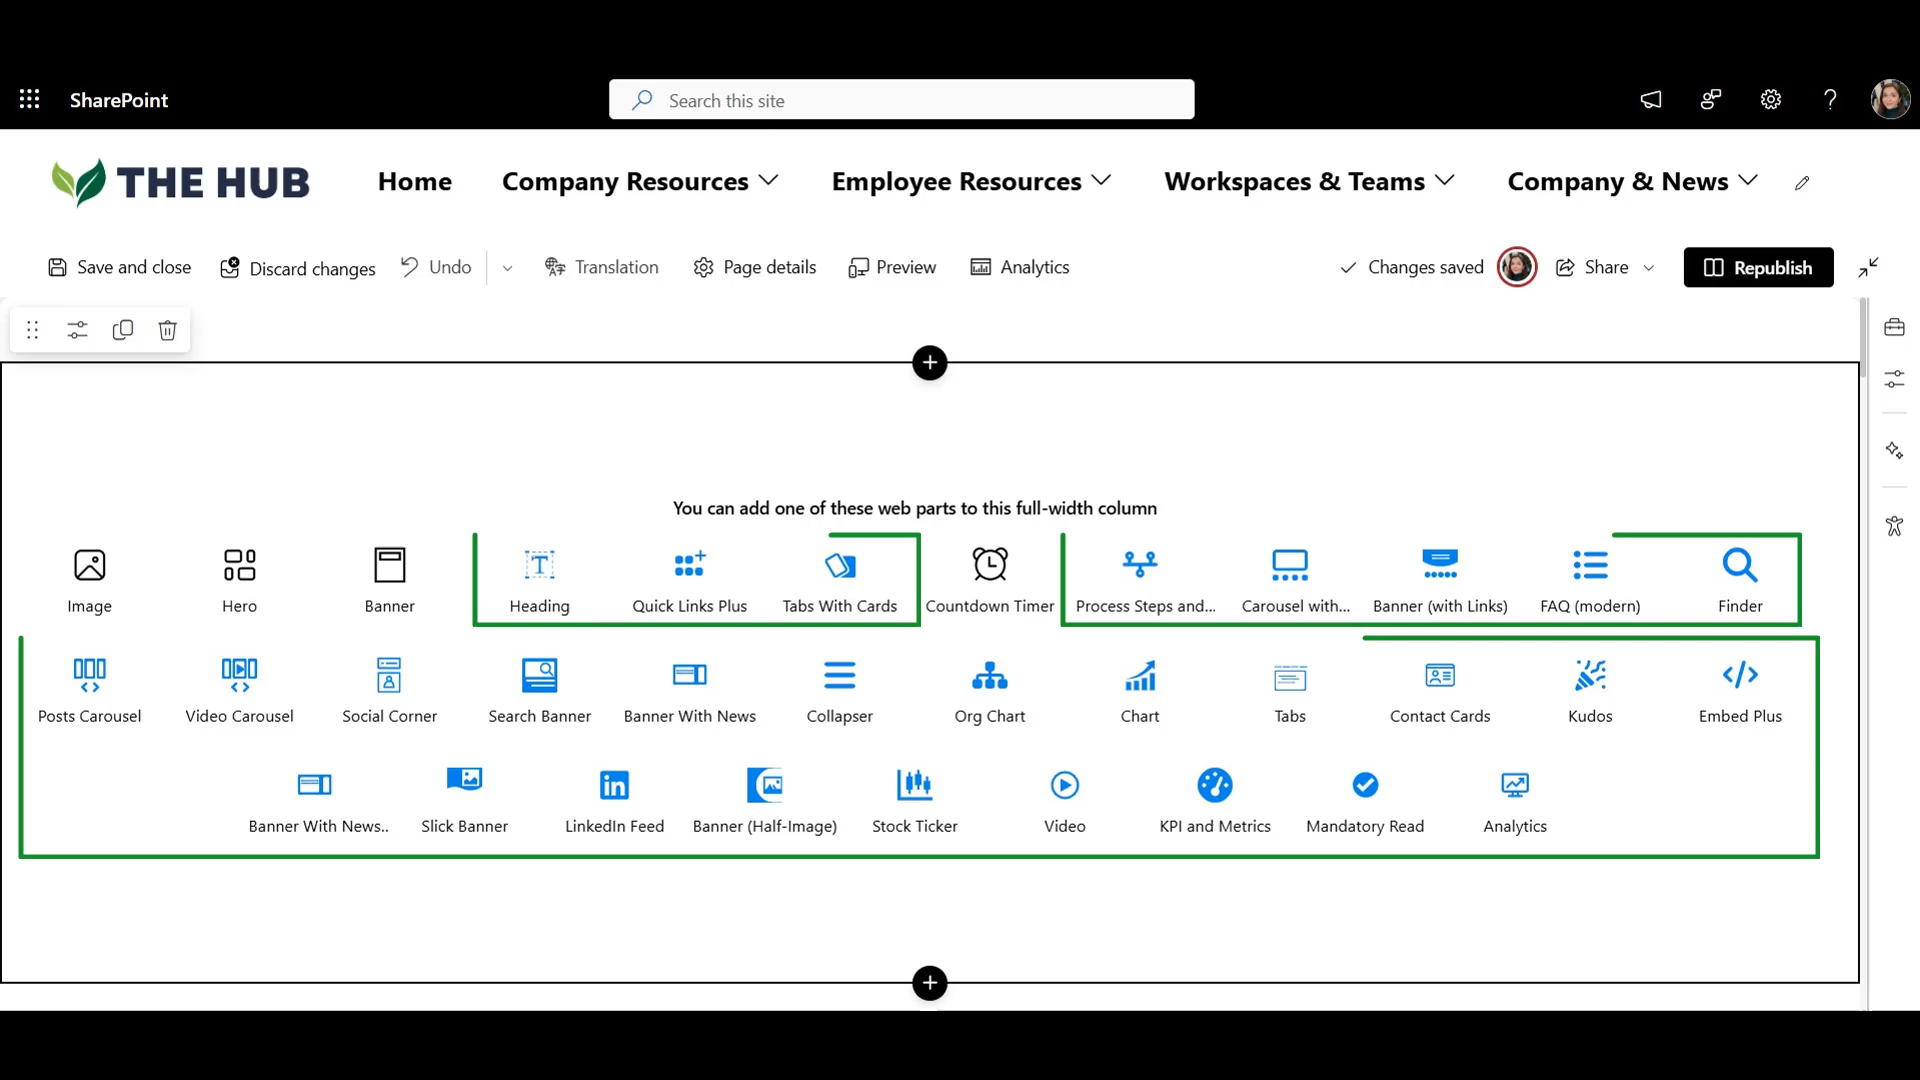 SharePoint
Search this site
THE HUB
Home
Company Resources
Employee Resources
Workspaces & Teams
Company & News
Save and close
Discard changes
Undo
Translation
Page details
Preview
Analytics
Changes saved
Share
Republish
You can add one of these web parts to this full-width column
Image
Hero
Banner
Heading
Quick Links Plus
Tabs With Cards
Countdown Timer
Process Steps and...
Carousel with...
Banner (with Links)
FAQ (modern)
Finder
Posts Carousel
Video Carousel
Social Corner
Search Banner
Banner With News
Collapser
Org Chart
Chart
Tabs
Contact Cards
Kudos
Embed Plus
Banner With News..
Slick Banner
LinkedIn Feed
Banner (Half-Image)
Stock Ticker
Video
KPI and Metrics
Mandatory Read
Analytics